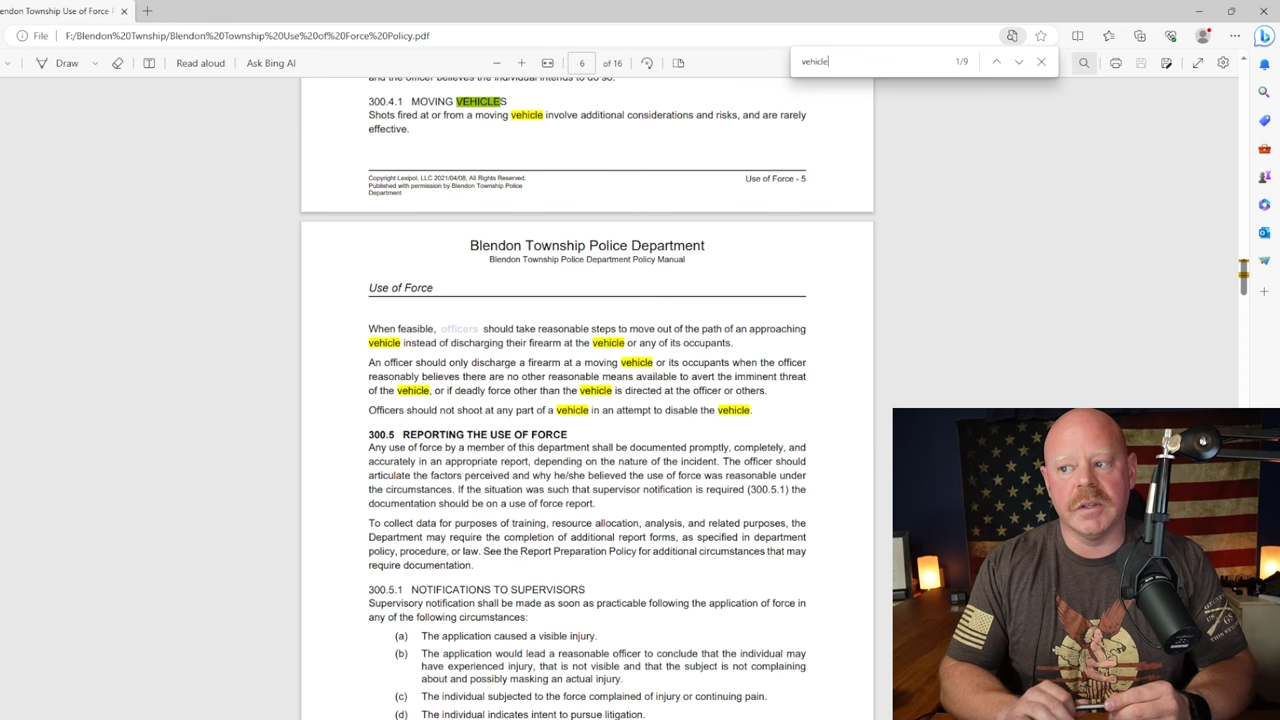 Blendon Township Use of Force P
File F:/Blendon%20Twnship/Blendon%20Township%20Use%20of%20Force%20Policy.pdf
Draw Read aloud Ask Bing AI 6 of 16
vehicle 1/9
and the officer believes the individual intends to do so.
300.4.1 MOVING VEHICLES
Shots fired at or from a moving vehicle involve additional considerations and risks, and are rarely
effective.
Copyright Lexipol, LLC 2021/04/08, All Rights Reserved.
Published with permission by Blendon Township Police
Department
Use of Force - 5
Blendon Township Police Department
Blendon Township Police Department Policy Manual
Use of Force
When feasible, officers should take reasonable steps to move out of the path of an approaching
vehicle instead of discharging their firearm at the vehicle or any of its occupants.
An officer should only discharge a firearm at a moving vehicle or its occupants when the officer
reasonably believes there are no other reasonable means available to avert the imminent threat
of the vehicle, or if deadly force other than the vehicle is directed at the officer or others.
Officers should not shoot at any part of a vehicle in an attempt to disable the vehicle.
300.5 REPORTING THE USE OF FORCE
Any use of force by a member of this department shall be documented promptly, completely, and
accurately in an appropriate report, depending on the nature of the incident. The officer should
articulate the factors perceived and why he/she believed the use of force was reasonable under
the circumstances. If the situation was such that supervisor notification is required (300.5.1) the
documentation should be on a use of force report.
To collect data for purposes of training, resource allocation, analysis, and related purposes, the
Department may require the completion of additional report forms, as specified in department
policy, procedure, or law. See the Report Preparation Policy for additional circumstances that may
require documentation.
300.5.1 NOTIFICATIONS TO SUPERVISORS
Supervisory notification shall be made as soon as practicable following the application of force in
any of the following circumstances:
(a) The application caused a visible injury.
(b) The application would lead a reasonable officer to conclude that the individual may
have experienced injury, that is not visible and that the subject is not complaining
about and possibly masking an actual injury.
(c) The individual subjected to the force complained of injury or continuing pain.
(d) The individual indicates intent to pursue litigation.